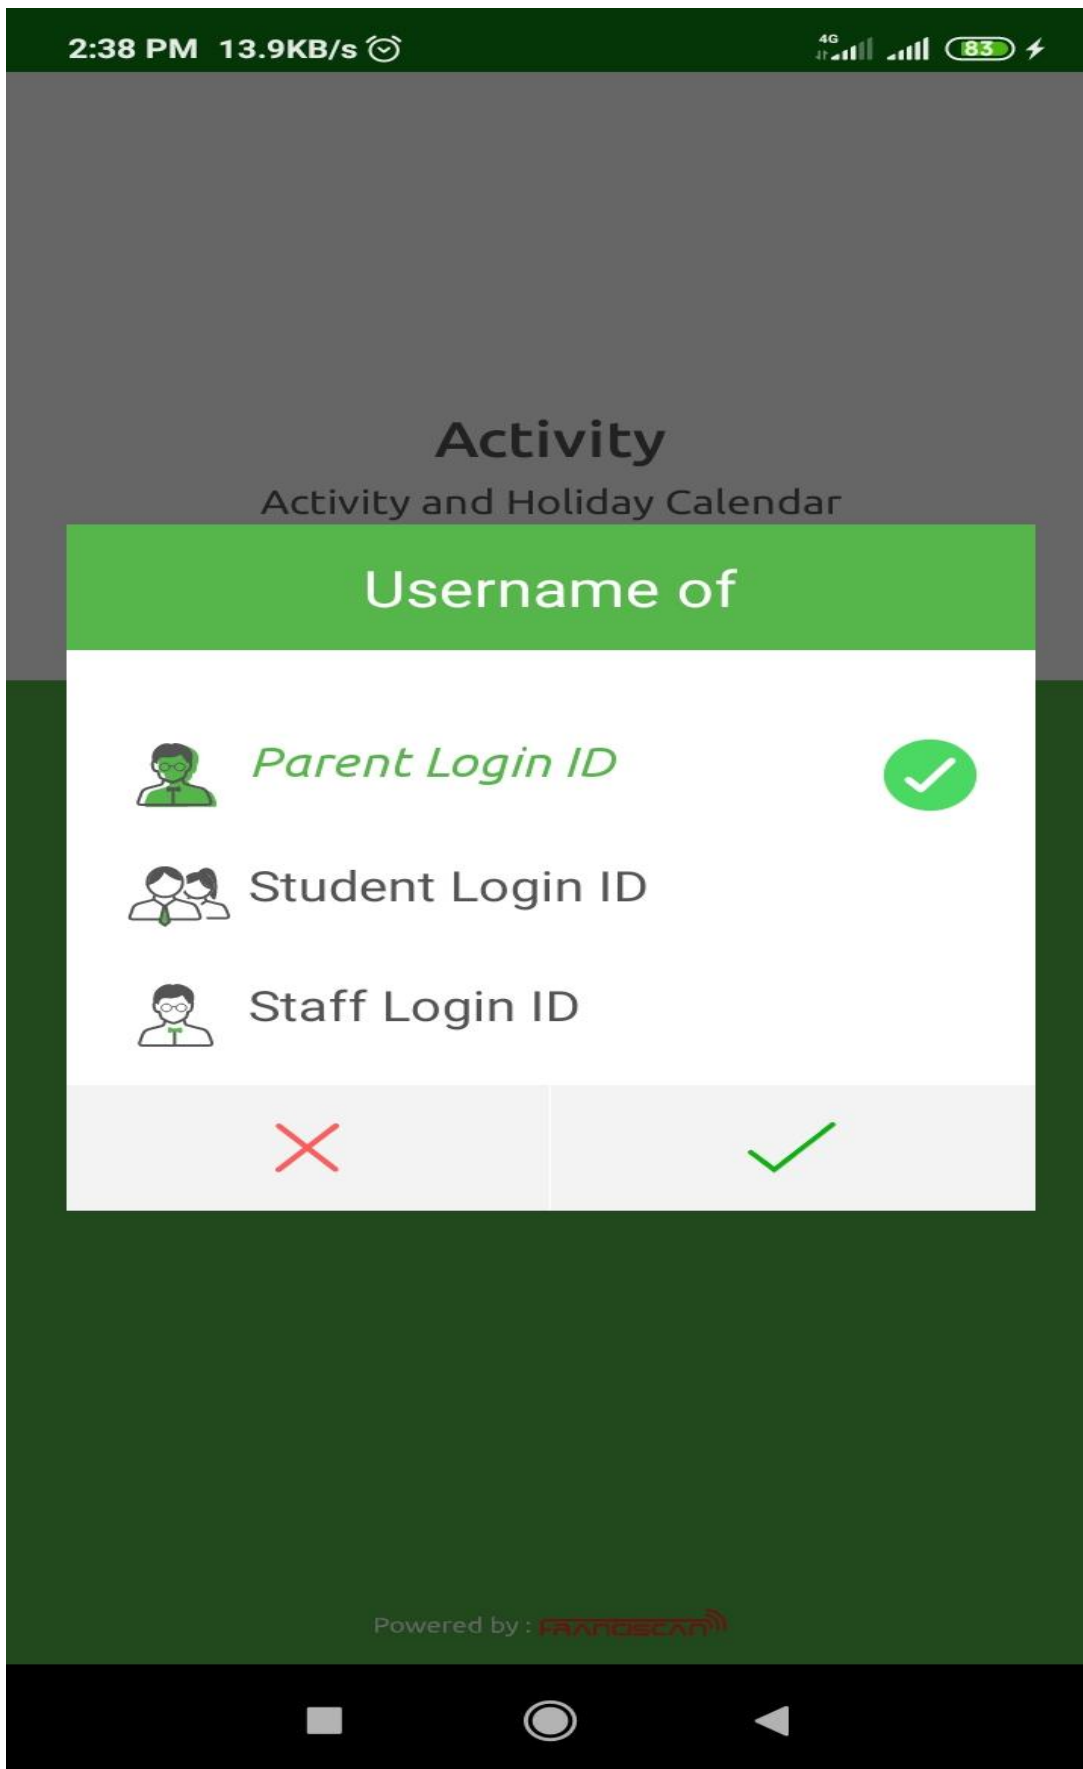 2:38 PM 13.9KB/s 4G 83
Activity
Activity and Holiday Calendar
Username of
Parent Login ID
Student Login ID
Staff Login ID
Powered by : FRANCISCAN